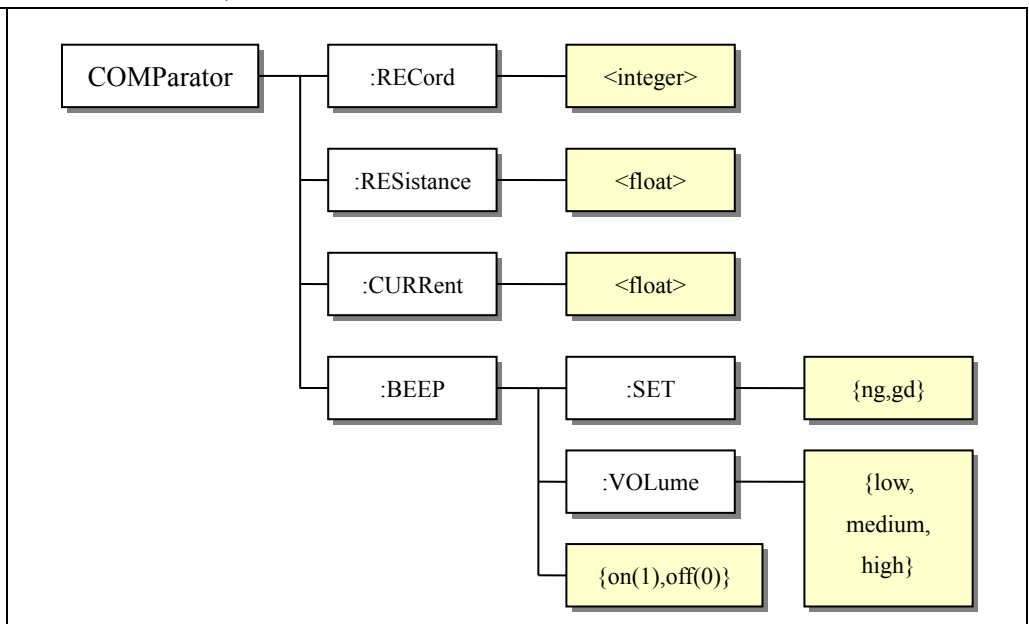 COMParator
:RECord
<integer>
:RESistance
<float>
:CURRent
<float>
:BEEP
:SET
{ng,gd}
:VOLume
{low,
medium,
high}
{on(1),off(0)}